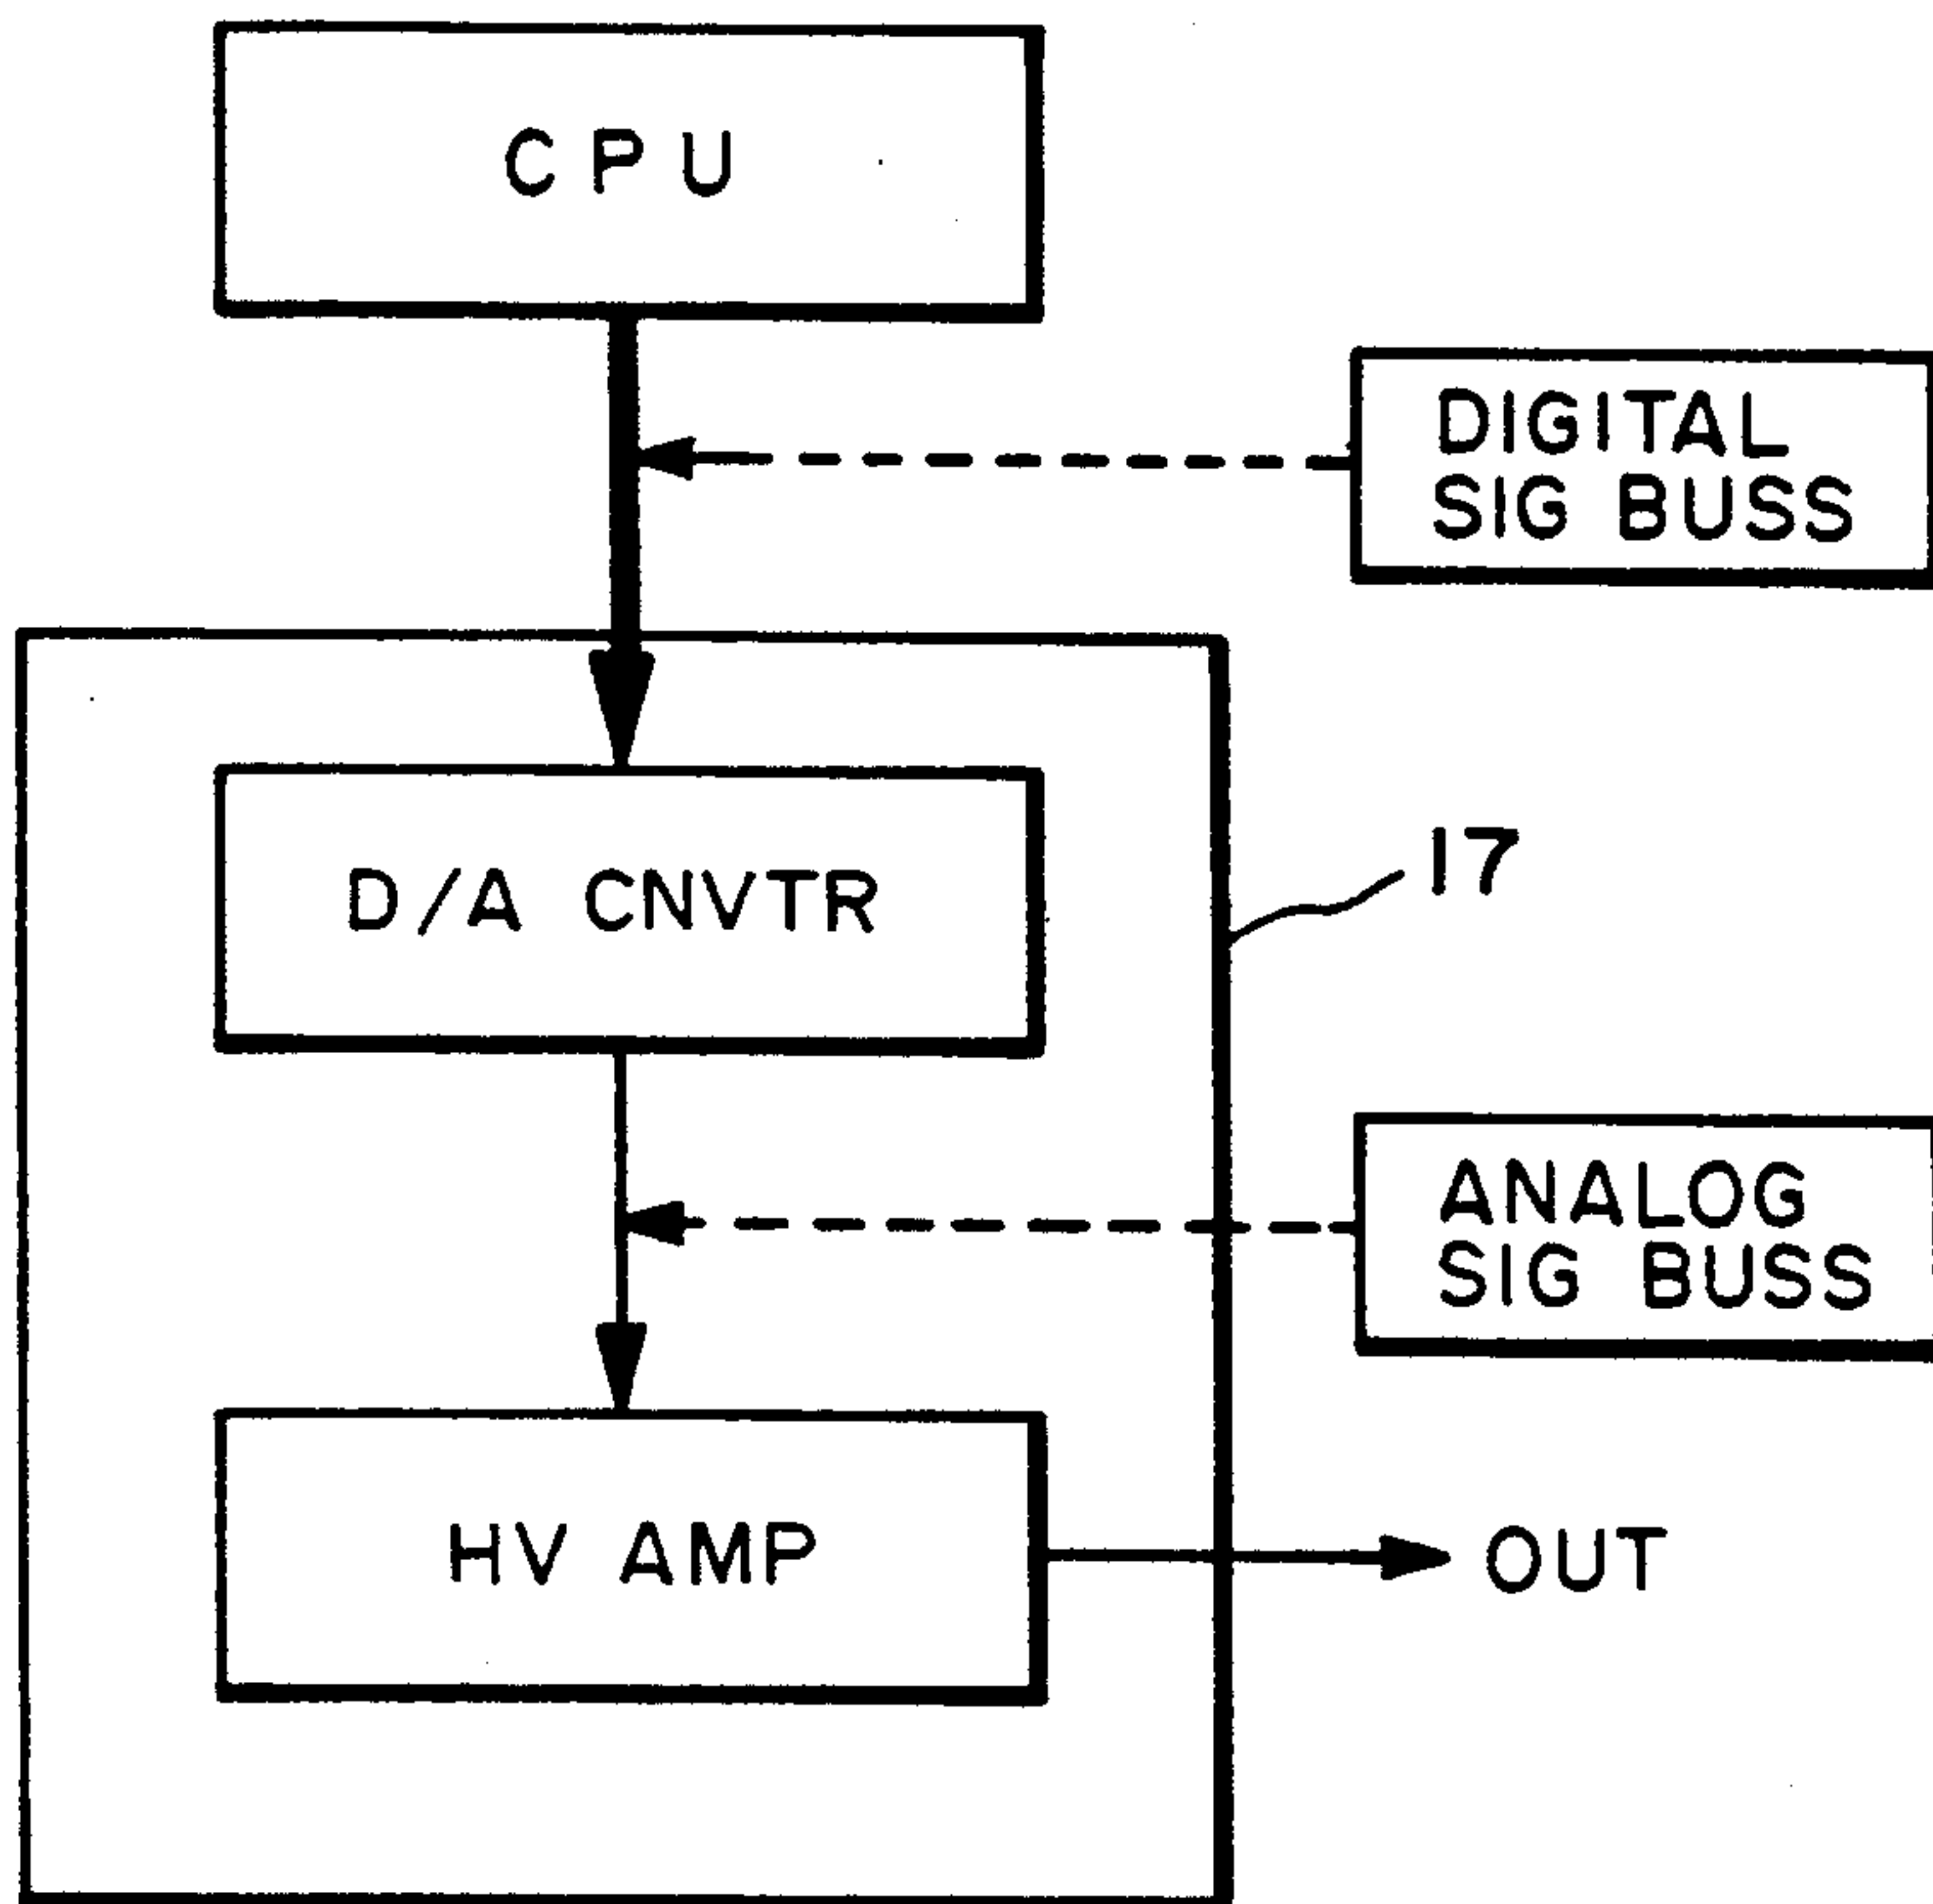 CPU
DIGITAL
SIG BUSS
D/A CNVTR
17
ANALOG
SIG BUSS
HV AMP
OUT